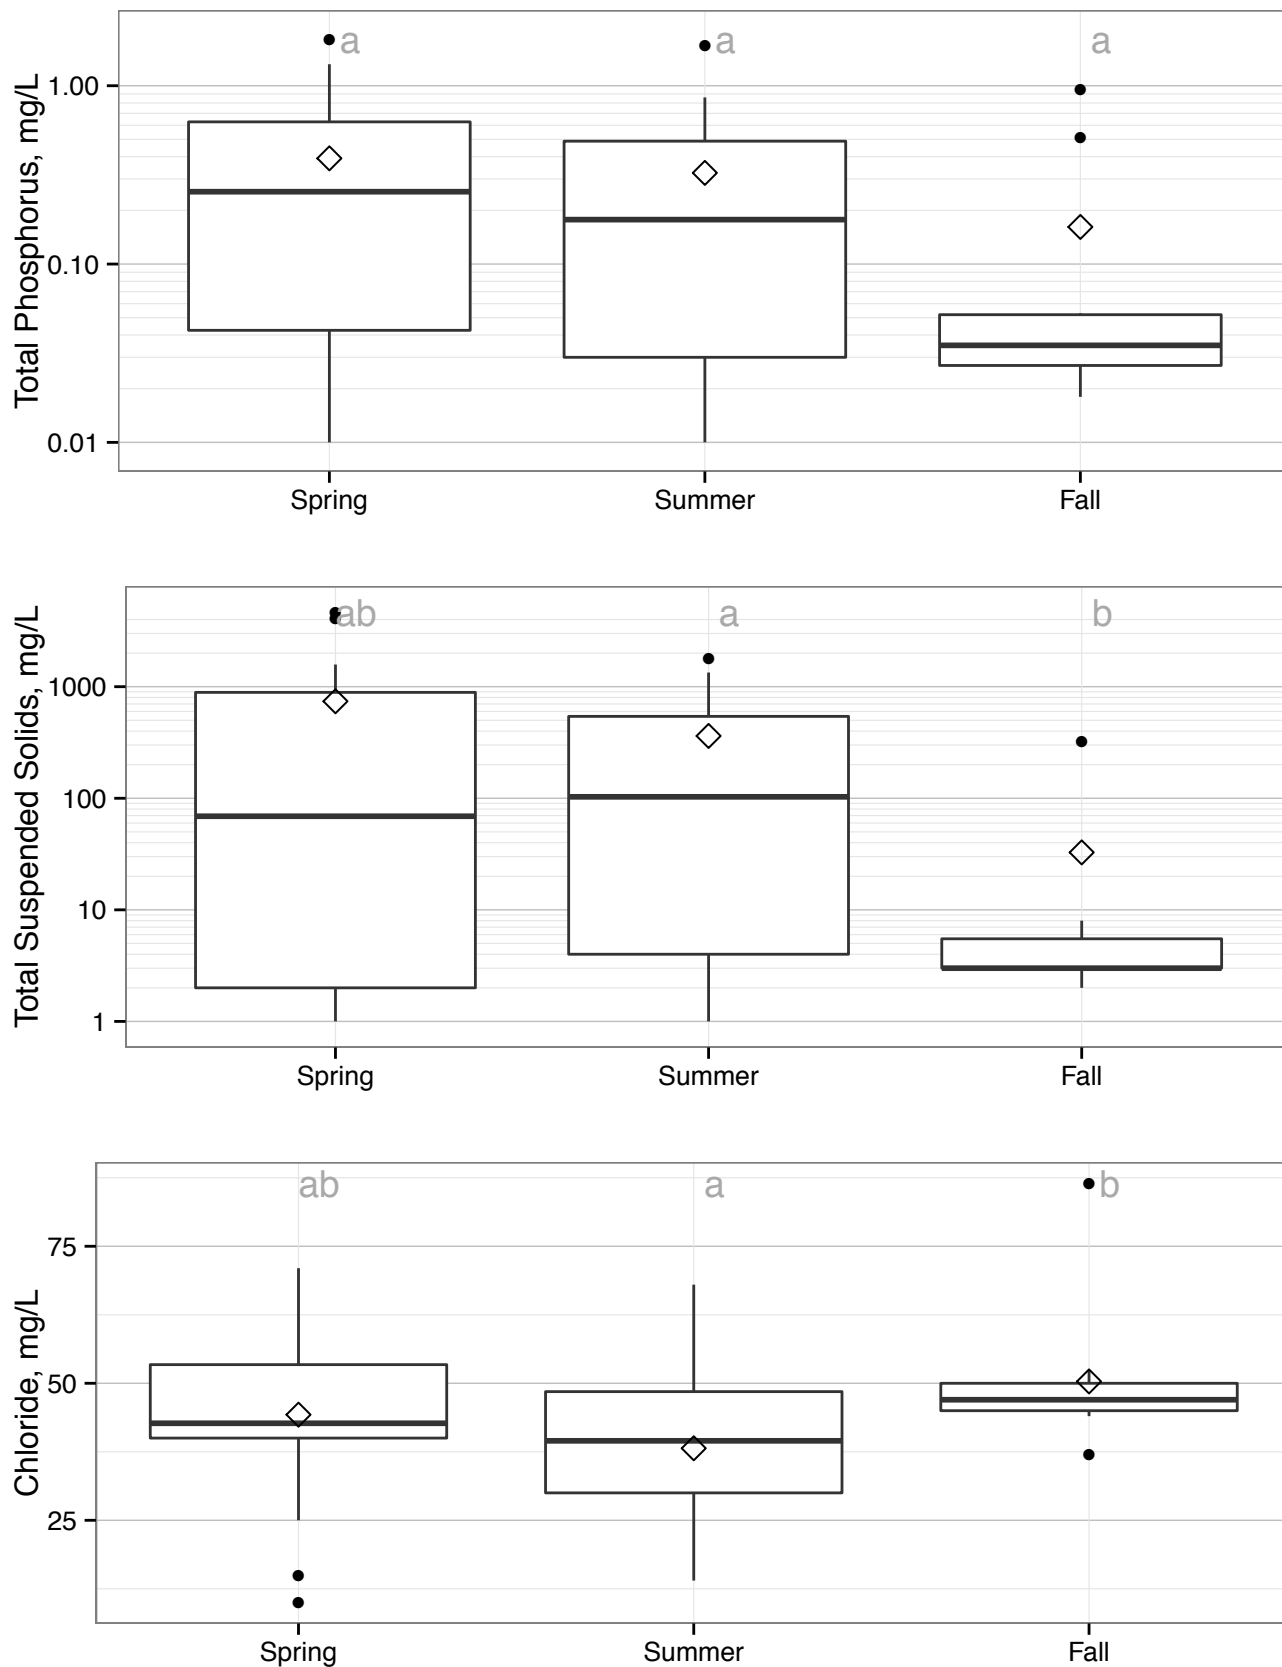 Total Phosphorus, mg/L
a a a
1.00
0.10
0.01
Spring Summer Fall
Total Suspended Solids, mg/L
ab a b
1000
100
10
1
Spring Summer Fall
Chloride, mg/L
ab a b
75
50
25
Spring Summer Fall